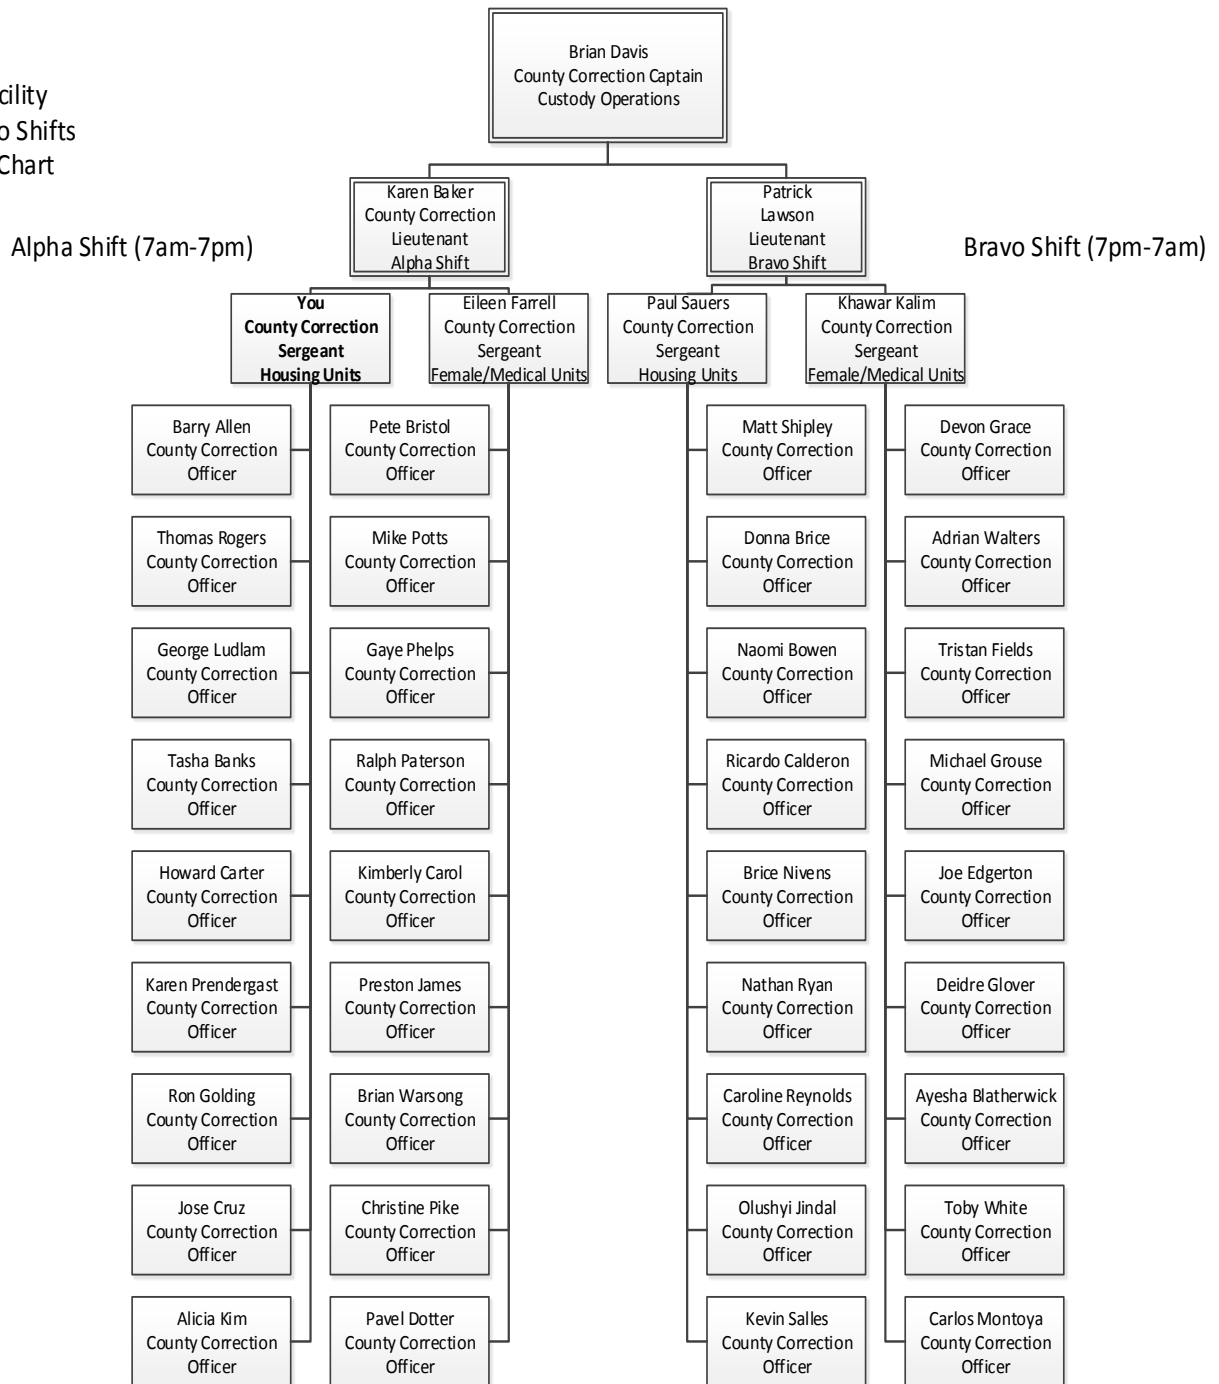 Brian Davis
County Correction Captain
Custody Operations
cility
o Shifts
Chart
Karen Baker
County Correction
Lieutenant
Alpha Shift
Patrick
Lawson
Lieutenant
Bravo Shift
Alpha Shift (7am-7pm)
Bravo Shift (7pm-7am)
You
County Correction
Sergeant
Housing Units
Eileen Farrell
County Correction
Sergeant
Female/Medical Units
Paul Sauers
County Correction
Sergeant
Housing Units
Khawar Kalim
County Correction
Sergeant
Female/Medical Units
Barry Allen
County Correction
Officer
Pete Bristol
County Correction
Officer
Matt Shipley
County Correction
Officer
Devon Grace
County Correction
Officer
Thomas Rogers
County Correction
Officer
Mike Potts
County Correction
Officer
Donna Brice
County Correction
Officer
Adrian Walters
County Correction
Officer
George Ludlam
County Correction
Officer
Gaye Phelps
County Correction
Officer
Naomi Bowen
County Correction
Officer
Tristan Fields
County Correction
Officer
Tasha Banks
County Correction
Officer
Ralph Paterson
County Correction
Officer
Ricardo Calderon
County Correction
Officer
Michael Grouse
County Correction
Officer
Howard Carter
County Correction
Officer
Kimberly Carol
County Correction
Officer
Brice Nivens
County Correction
Officer
Joe Edgerton
County Correction
Officer
Karen Prendergast
County Correction
Officer
Preston James
County Correction
Officer
Nathan Ryan
County Correction
Officer
Deidre Glover
County Correction
Officer
Ron Golding
County Correction
Officer
Brian Warsong
County Correction
Officer
Caroline Reynolds
County Correction
Officer
Ayesha Blatherwick
County Correction
Officer
Jose Cruz
County Correction
Officer
Christine Pike
County Correction
Officer
Olushyi Jindal
County Correction
Officer
Toby White
County Correction
Officer
Alicia Kim
County Correction
Officer
Pavel Dotter
County Correction
Officer
Kevin Salles
County Correction
Officer
Carlos Montoya
County Correction
Officer